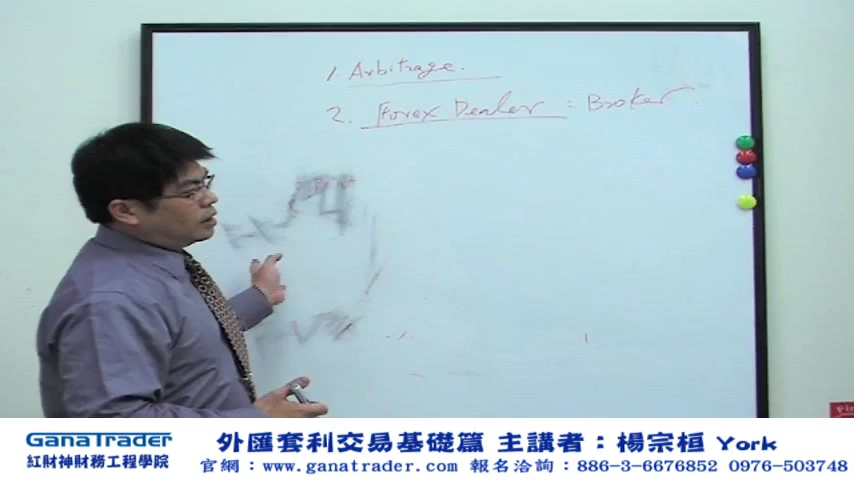 1. Arbitrage.
2. Forex Dealer : Broker
GanaTrader
紅財神財務工程學院
外匯套利交易基礎篇 主講者：楊宗桓 York
官網：www.ganatrader.com 報名洽詢：886-3-6676852 0976-503748